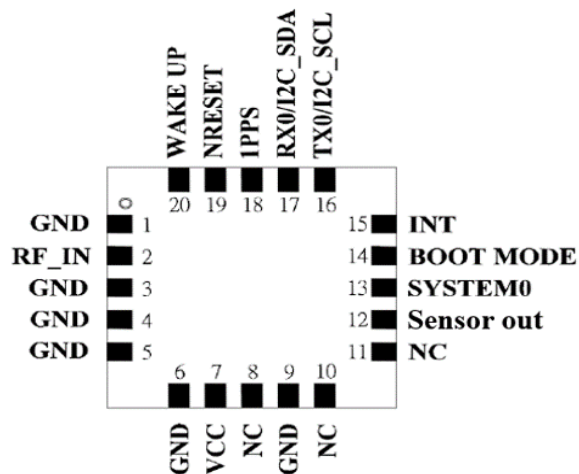 WAKE UP
NRESET
1PPS
RX0/I2C_SDA
TX0/I2C_SCL
20 19 18 17 16
GND 1
RF_IN 2
GND 3
GND 4
GND 5
15 INT
14 BOOT MODE
13 SYSTEM0
12 Sensor out
11 NC
6 7 8 9 10
GND
VCC
NC
GND
NC